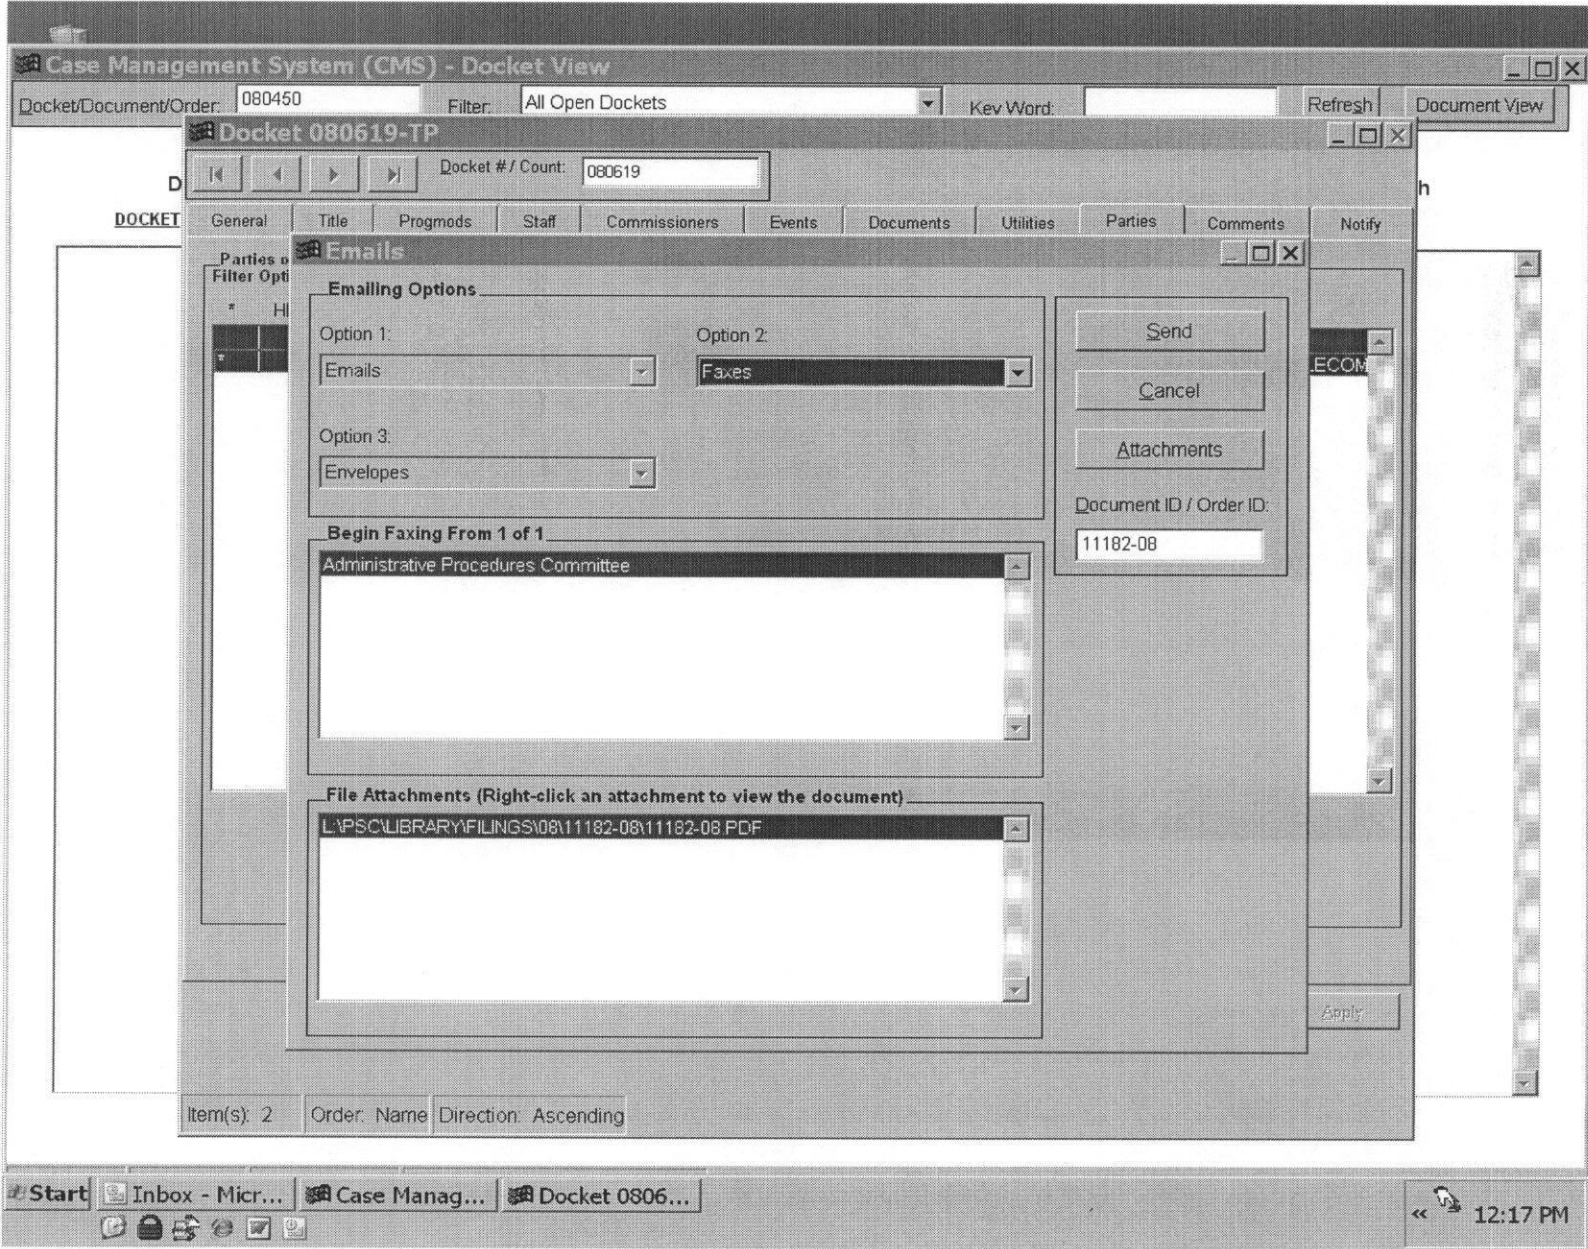 Case Management System (CMS) - Docket View
Docket/Document/Order: 080450 Filter: All Open Dockets Key Word: Refresh Document View
Docket 080619-TP
Docket # / Count: 080619
D h
DOCKET General Title Progmods Staff Commissioners Events Documents Utilities Parties Comments Notify
Parties o
Filter Opti
* HI
*
ECOM
Emails
Emailing Options
Option 1: Option 2:
Emails Faxes
Option 3:
Envelopes
Send
Cancel
Attachments
Document ID / Order ID:
11182-08
Begin Faxing From 1 of 1
Administrative Procedures Committee
File Attachments (Right-click an attachment to view the document)
L:\PSC\LIBRARY\FILINGS\08\11182-08\11182-08.PDF
Apply
Item(s): 2 Order: Name Direction: Ascending
Start Inbox - Micr... Case Manag... Docket 0806...
« 12:17 PM